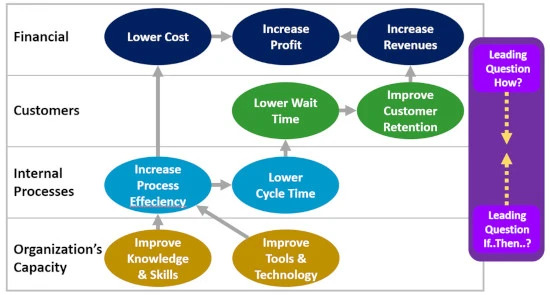 Financial
Lower Cost
Increase
Profit
Increase
Revenues
Customers
Lower Wait
Time
Improve
Customer
Retention
Internal
Processes
Increase
Process
Effeciency
Lower
Cycle Time
Organization's
Capacity
Improve
Knowledge
& Skills
Improve
Tools &
Technology
Leading
Question
How?
Leading
Question
If..Then..?